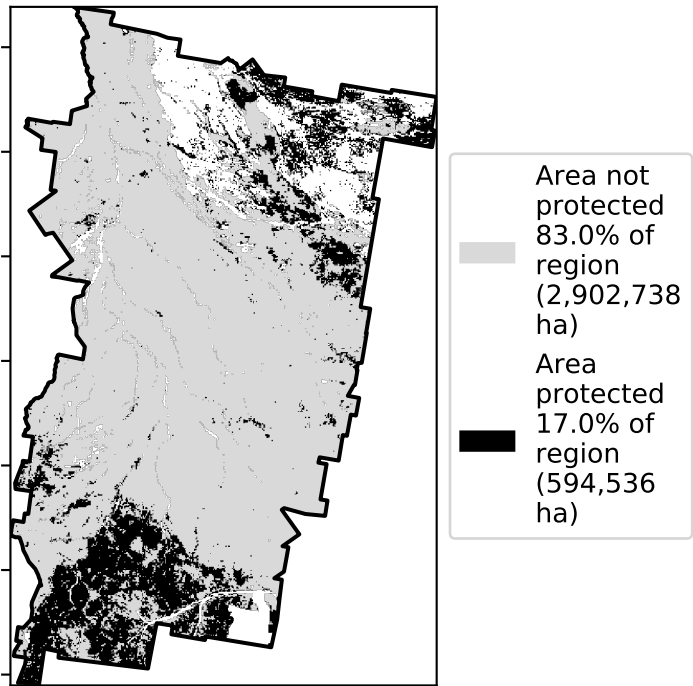 Area not
protected
83.0% of
region
(2,902,738
ha)
Area
protected
17.0% of
region
(594,536
ha)